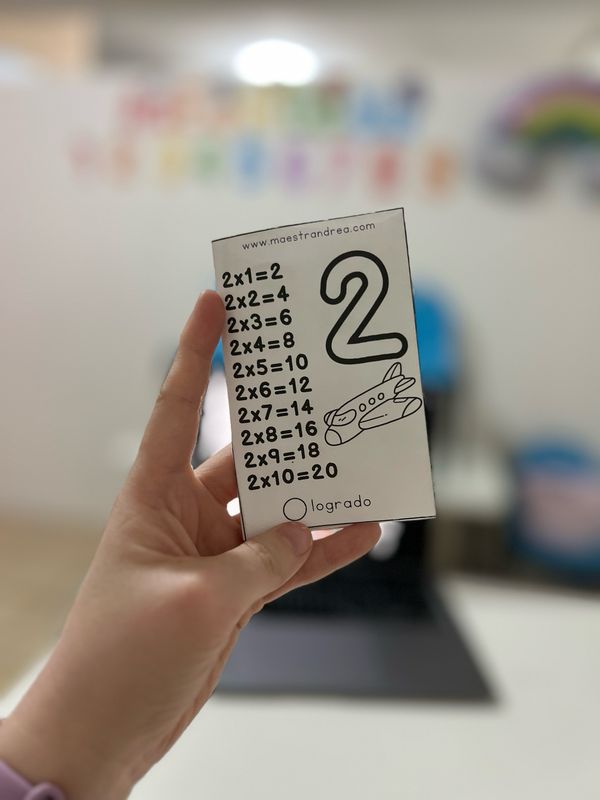 www.maestrandrea.com
2
2x1=2
2x2=4
2x3=6
2x4=8
2x5=10
2x6=12
2x7=14
2x8=16
2x9=18
2x10=20
logrado